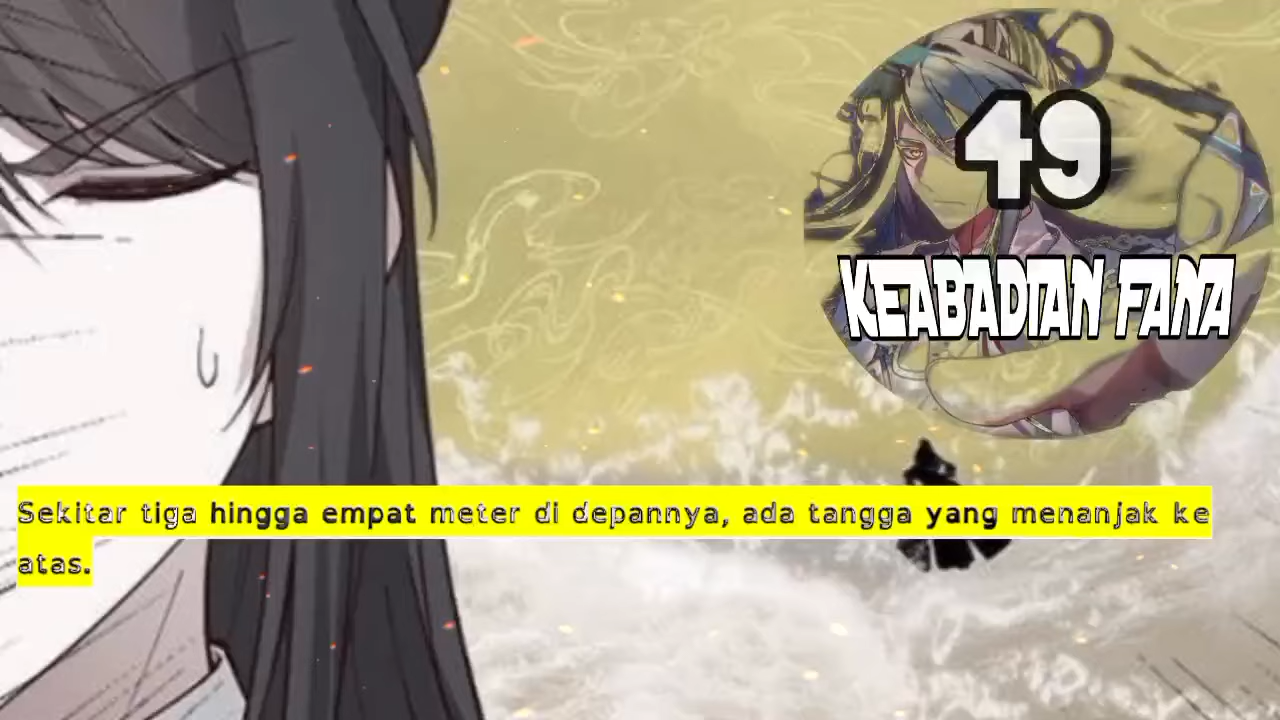 49
KEABADIAN FANA
Sekitar tiga hingga empat meter di depannya, ada tangga yang menanjak ke
atas.